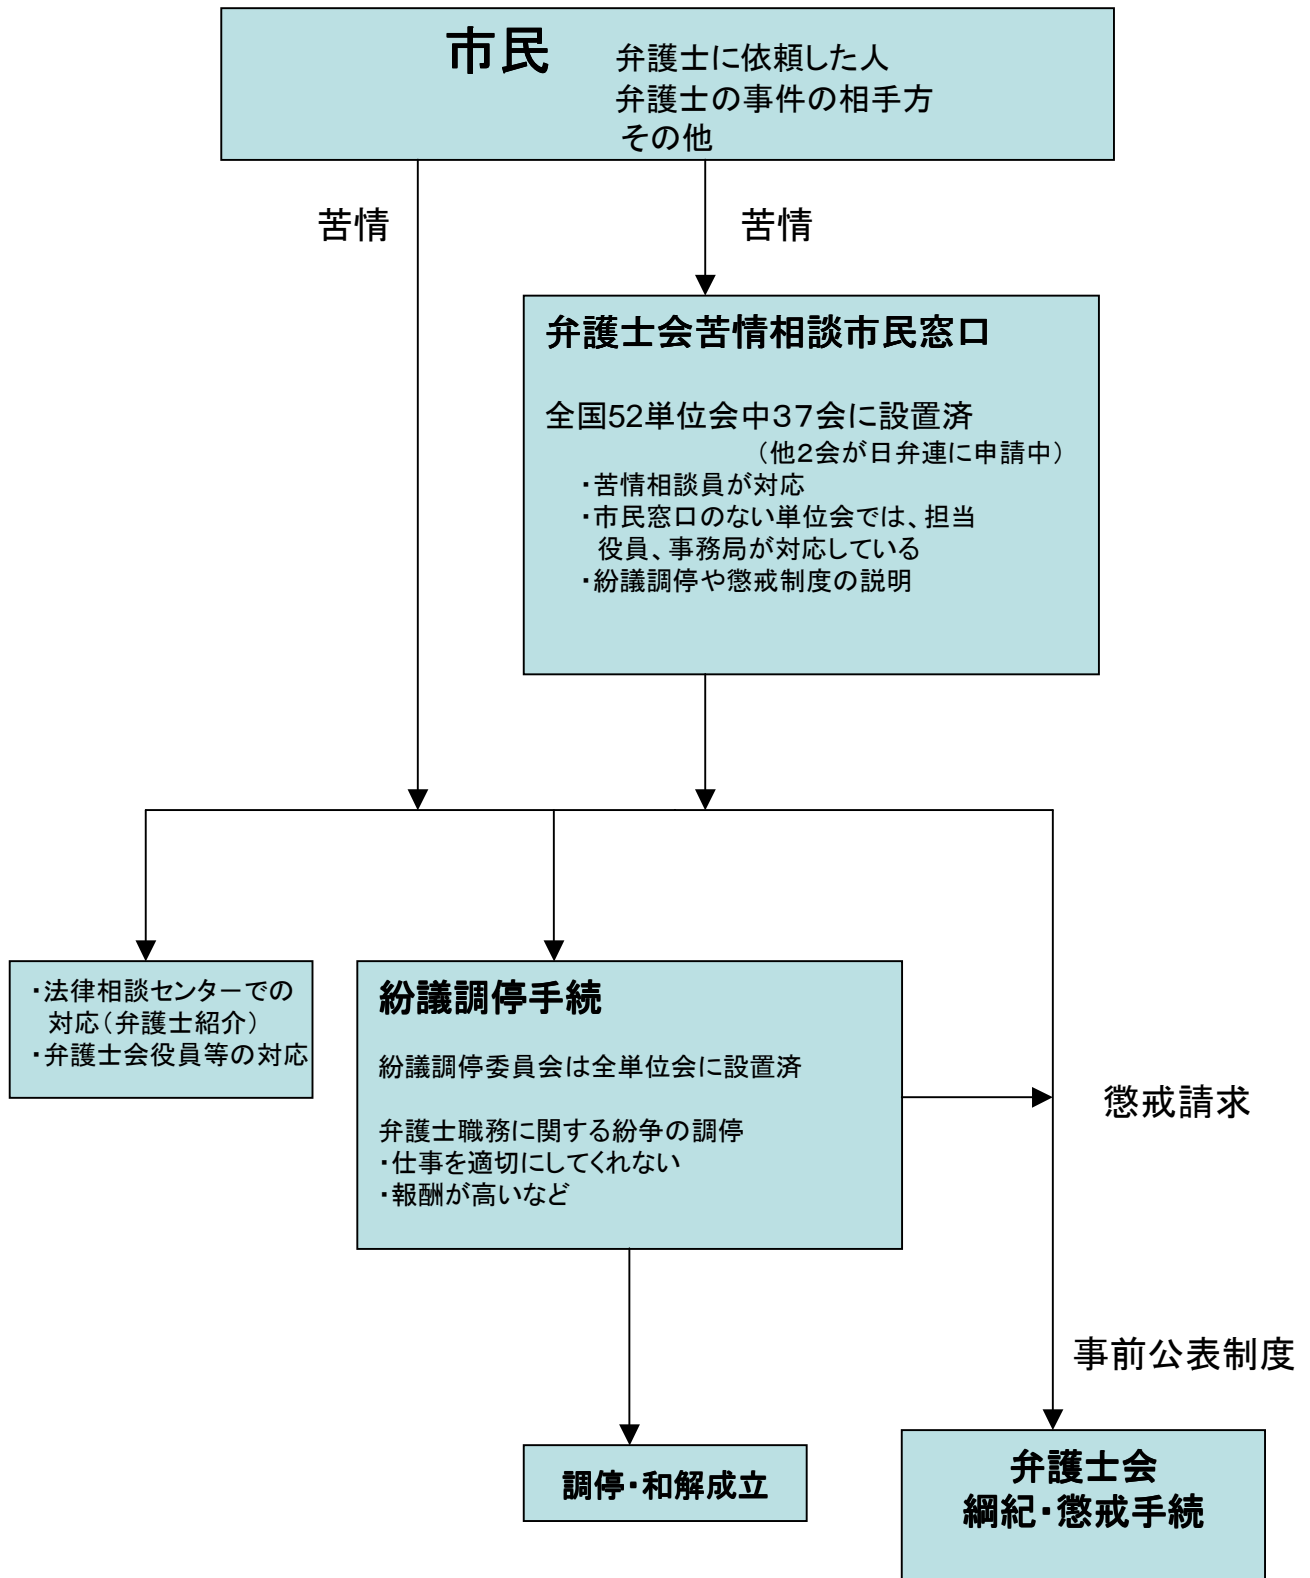 市民
弁護士に依頼した人
弁護士の事件の相手方
その他
苦情
苦情
弁護士会苦情相談市民窓口
全国52単位会中37会に設置済
（他2会が日弁連に申請中）
・苦情相談員が対応
・市民窓口のない単位会では、担当
役員、事務局が対応している
・紛議調停や懲戒制度の説明
・法律相談センターでの
対応（弁護士紹介）
・弁護士会役員等の対応
紛議調停手続
紛議調停委員会は全単位会に設置済
弁護士職務に関する紛争の調停
・仕事を適切にしてくれない
・報酬が高いなど
懲戒請求
事前公表制度
調停・和解成立
弁護士会
綱紀・懲戒手続